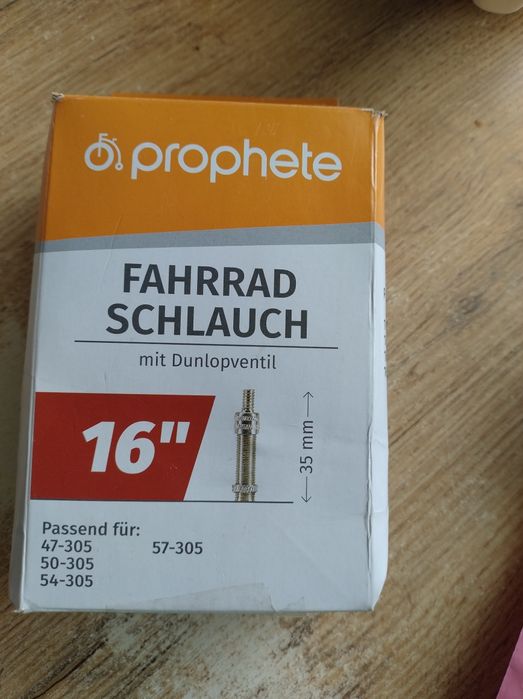 prophete
FAHRRAD
SCHLAUCH
mit Dunlopventil
16"
35 mm
Passend für:
47-305 57-305
50-305
54-305